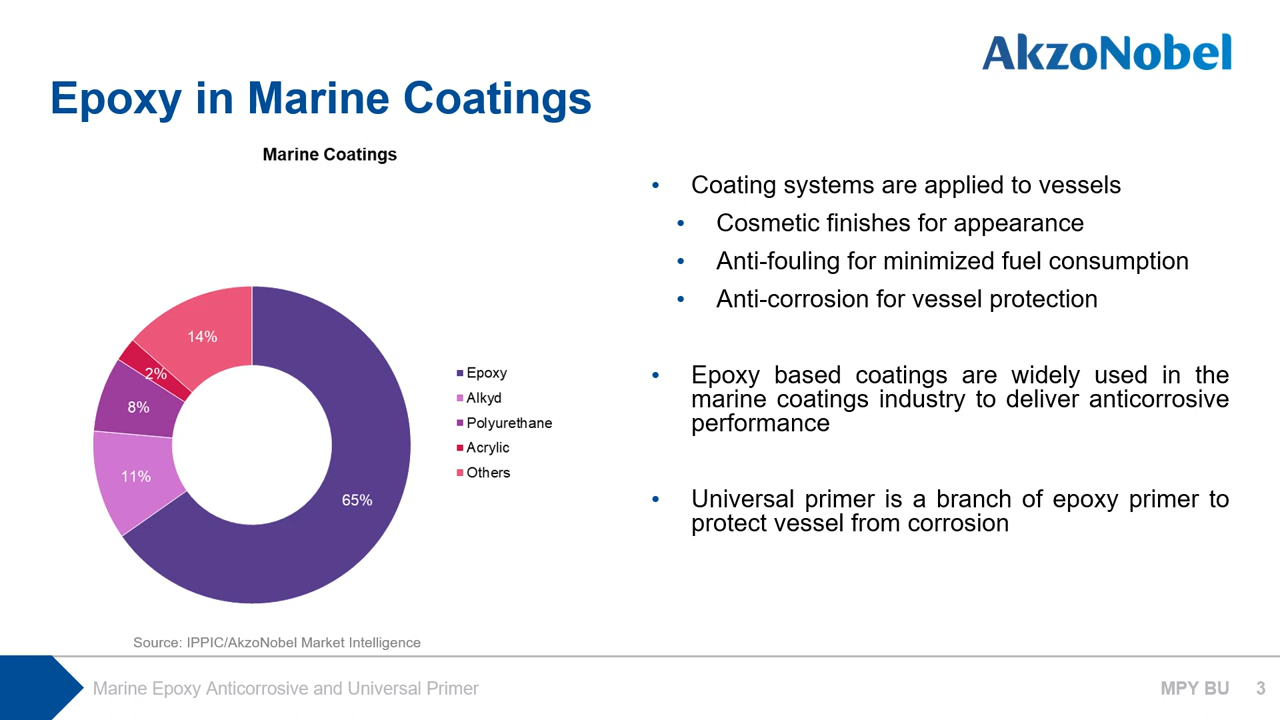 AkzoNobel
Epoxy in Marine Coatings
Marine Coatings
14%
2%
8%
11%
65%
Epoxy
Alkyd
Polyurethane
Acrylic
Others
Source: IPPIC/AkzoNobel Market Intelligence
• Coating systems are applied to vessels
• Cosmetic finishes for appearance
• Anti-fouling for minimized fuel consumption
• Anti-corrosion for vessel protection
• Epoxy based coatings are widely used in the
marine coatings industry to deliver anticorrosive
performance
• Universal primer is a branch of epoxy primer to
protect vessel from corrosion
Marine Epoxy Anticorrosive and Universal Primer
MPY BU 3